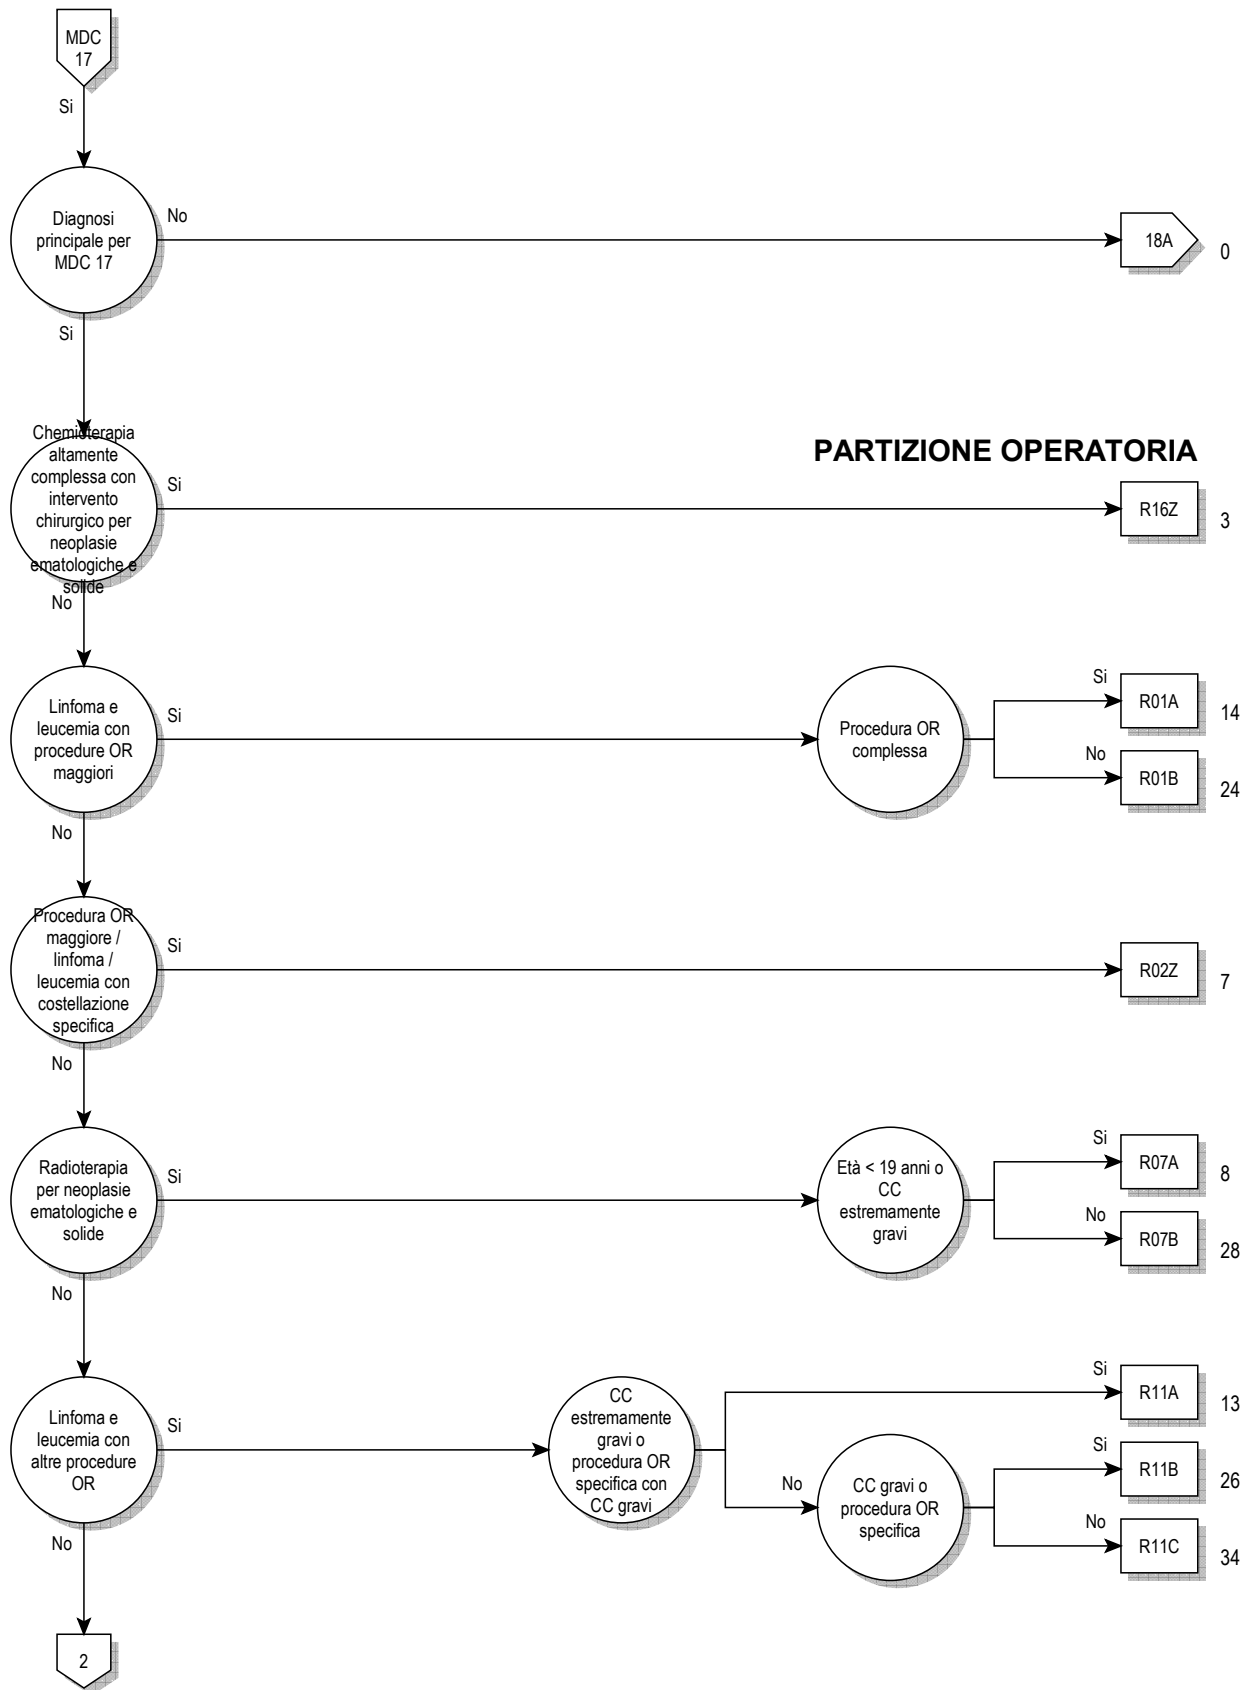 MDC
17
Si
Diagnosi
principale per
MDC 17
No
18A
0
Si
PARTIZIONE OPERATORIA
Chemioterapia
altamente
complessa con
intervento
chirurgico per
neoplasie
ematologiche e
solide
Si
R16Z
3
No
Linfoma e
leucemia con
procedure OR
maggiori
Si
Procedura OR
complessa
Si
R01A
14
No
R01B
24
No
Procedura OR
maggiore /
linfoma /
leucemia con
costellazione
specifica
Si
R02Z
7
No
Radioterapia
per neoplasie
ematologiche e
solide
Si
Età < 19 anni o
CC
estremamente
gravi
Si
R07A
8
No
R07B
28
No
Linfoma e
leucemia con
altre procedure
OR
Si
CC
estremamente
gravi o
procedura OR
specifica con
CC gravi
Si
R11A
13
No
CC gravi o
procedura OR
specifica
Si
R11B
26
No
R11C
34
No
2